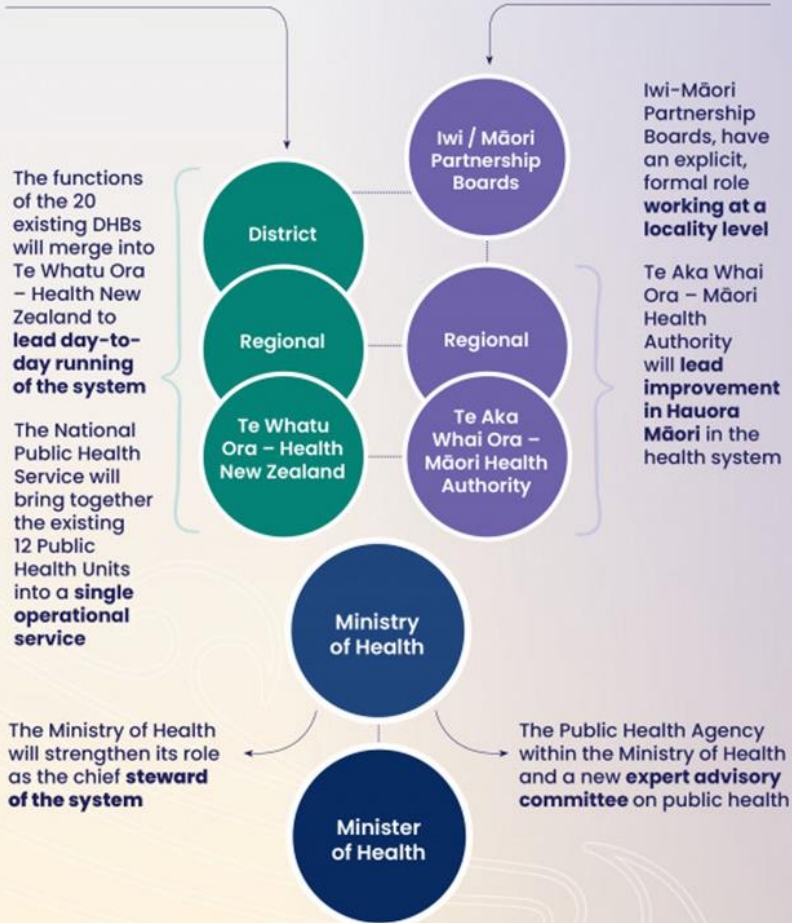 The functions
of the 20
existing DHBs
will merge into
Te Whatu Ora
– Health New
Zealand to
lead day-to-
day running
of the system
The National
Public Health
Service will
bring together
the existing
12 Public
Health Units
into a single
operational
service
District
Regional
Te Whatu
Ora – Health
New Zealand
Iwi / Māori
Partnership
Boards
Regional
Te Aka
Whai Ora –
Māori Health
Authority
Iwi-Māori
Partnership
Boards, have
an explicit,
formal role
working at a
locality level
Te Aka Whai
Ora – Māori
Health
Authority
will lead
improvement
in Hauora
Māori in the
health system
Ministry
of Health
The Ministry of Health
will strengthen its role
as the chief steward
of the system
The Public Health Agency
within the Ministry of Health
and a new expert advisory
committee on public health
Minister
of Health